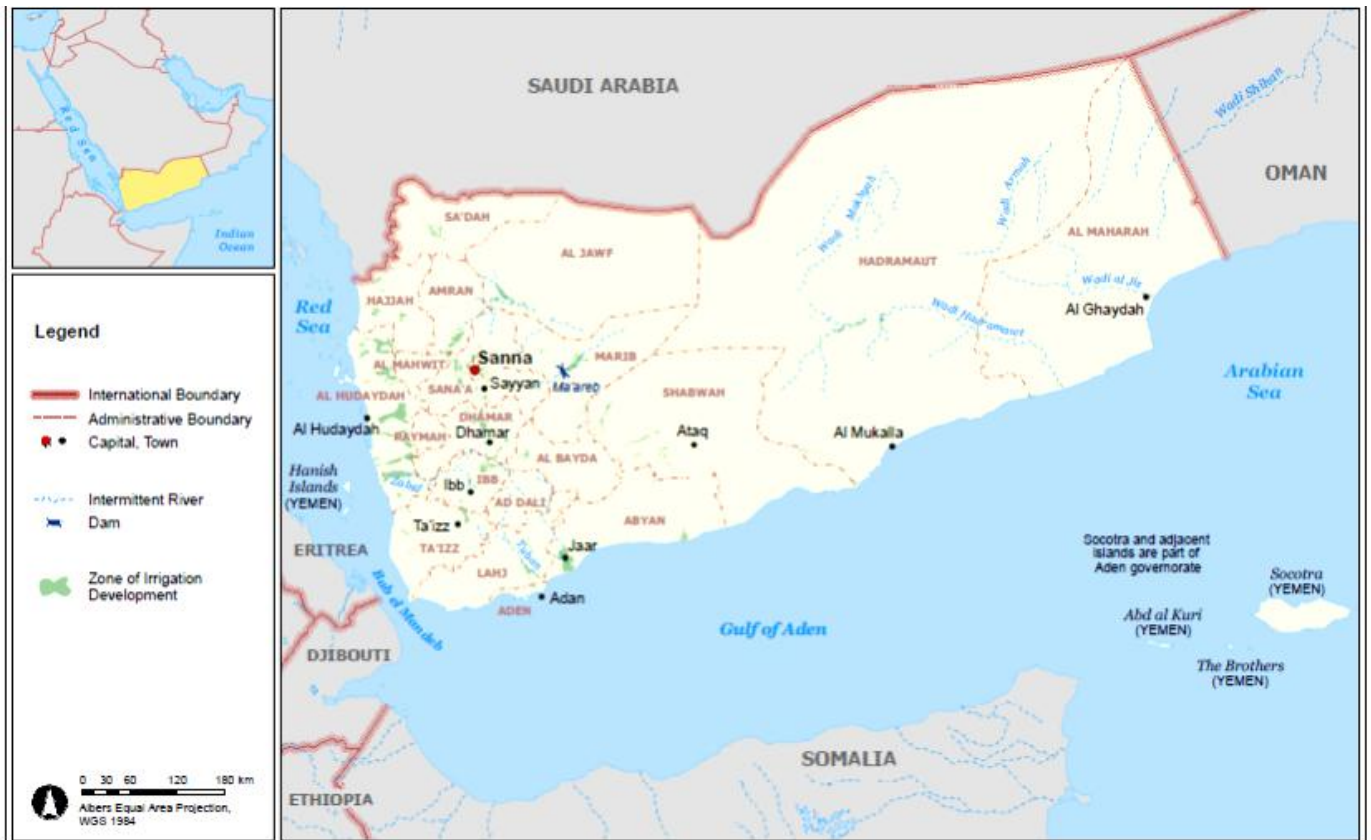 Red Sea
Indian
Ocean
Legend
International Boundary
Administrative Boundary
Capital, Town
Intermittent River
Dam
Zone of Irrigation
Development
0 30 60 120 180 km
Albers Equal Area Projection,
WGS 1984
SAUDI ARABIA
OMAN
Wadi Shihan
SA'DAH
AL JAWF
HADRAMAUT
AL MAHARAH
Wadi Armah
Wadi al Jiz
Al Ghaydah
Wadi Hadramaut
Red
Sea
HAJJAH
AMRAN
AL MAHWIT
Sanna
Sayyan
SANA'A
MARIB
Ma'areb
AL HUDAYDAH
Al Hudaydah
RAYMAH
DHAMAR
Dhamar
SHABWAH
Ataq
Al Mukalla
Arabian
Sea
AL BAYDA
Hanish
Islands
(YEMEN)
Zabid
Ibb
IBB
AD DALI
Ta'izz
TA'IZZ
Tuban
ABYAN
Jaar
LAHJ
Adan
ADEN
ERITREA
Bab el Mandeb
Gulf of Aden
DJIBOUTI
Socotra and adjacent
islands are part of
Aden governorate
Socotra
(YEMEN)
Abd al Kuri
(YEMEN)
The Brothers
(YEMEN)
SOMALIA
ETHIOPIA